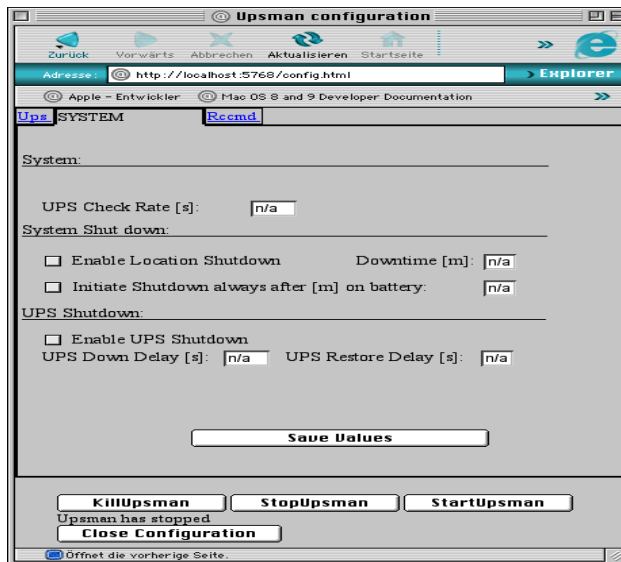 Upsman configuration
Zurück Vorwärts Abbrechen Aktualisieren Startseite »
Adresse: @ http://localhost:5768/config.html › Explorer
@ Apple – Entwickler @ Mac OS 8 and 9 Developer Documentation »
Ups SYSTEM Rccmd
System:
UPS Check Rate [s]: n/a
System Shut down:
Enable Location Shutdown Downtime [m]: n/a
Initiate Shutdown always after [m] on battery: n/a
UPS Shutdown:
Enable UPS Shutdown
UPS Down Delay [s]: n/a UPS Restore Delay [s]: n/a
Save Values
KillUpsman StopUpsman StartUpsman
Upsman has stopped
Close Configuration
Öffnet die vorherige Seite.